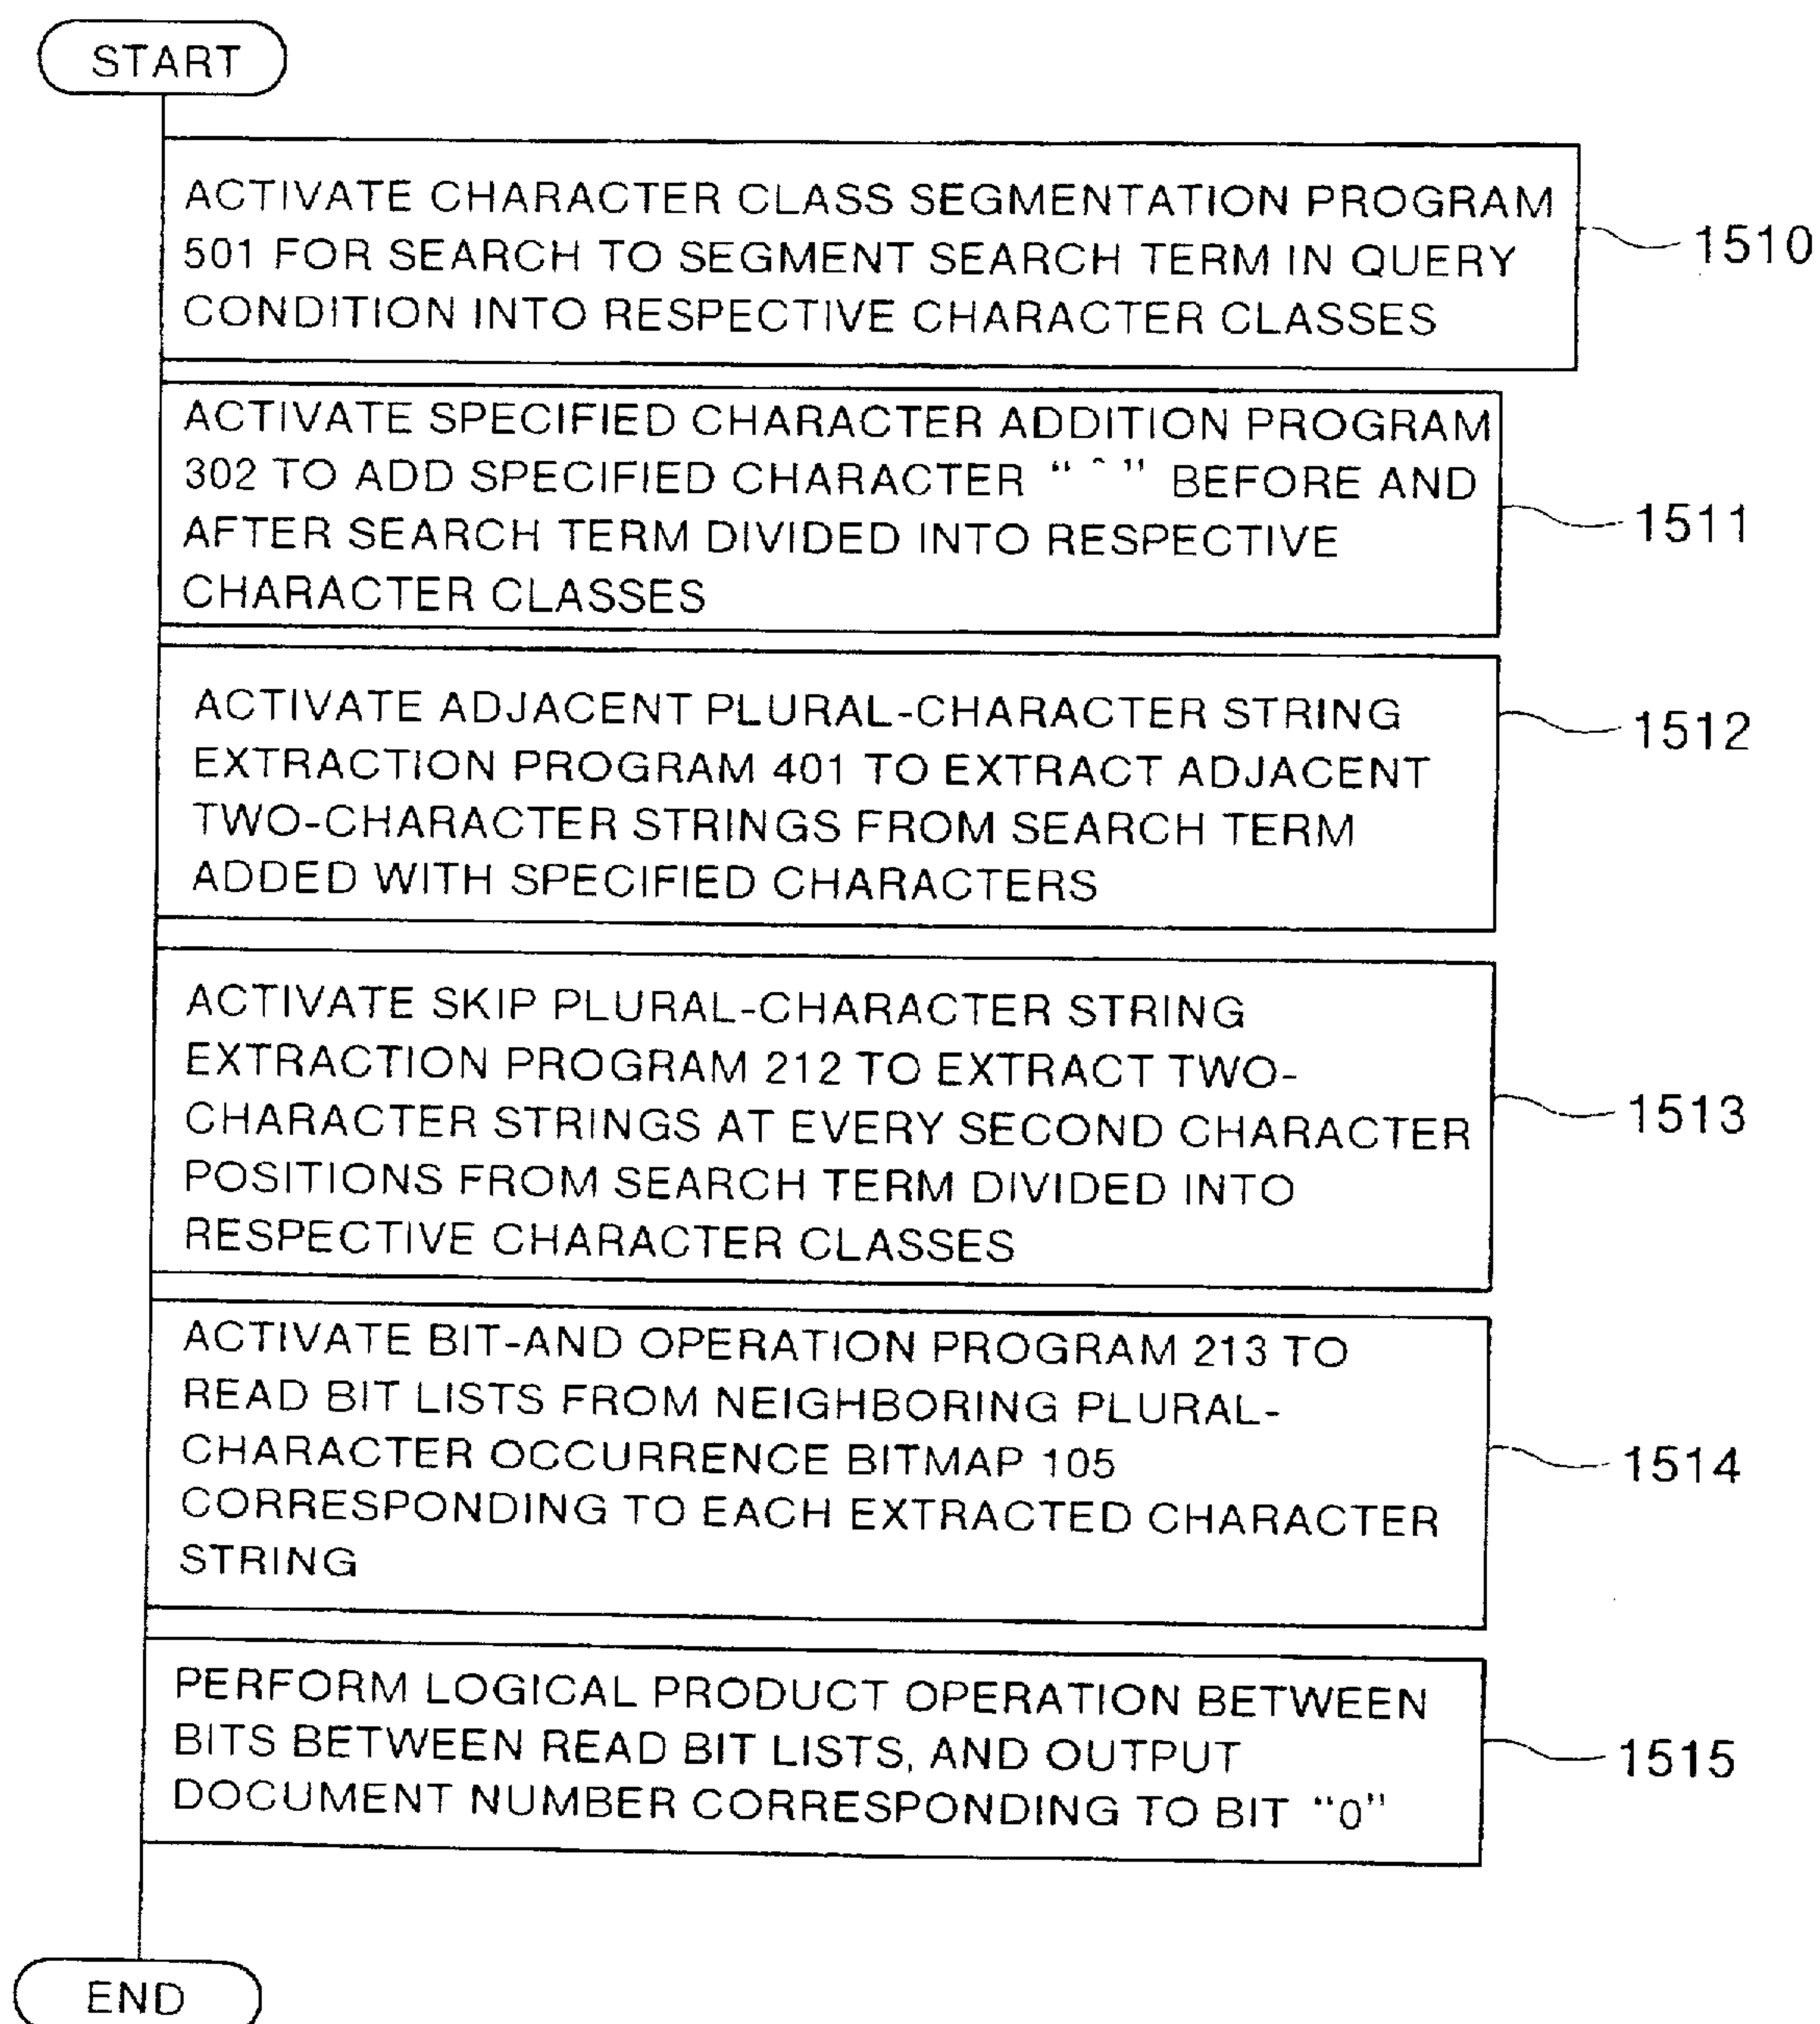 START
ACTIVATE CHARACTER CLASS SEGMENTATION PROGRAM
501 FOR SEARCH TO SEGMENT SEARCH TERM IN QUERY
CONDITION INTO RESPECTIVE CHARACTER CLASSES
1510
ACTIVATE SPECIFIED CHARACTER ADDITION PROGRAM
302 TO ADD SPECIFIED CHARACTER “ ˆ ” BEFORE AND
AFTER SEARCH TERM DIVIDED INTO RESPECTIVE
CHARACTER CLASSES
1511
ACTIVATE ADJACENT PLURAL-CHARACTER STRING
EXTRACTION PROGRAM 401 TO EXTRACT ADJACENT
TWO-CHARACTER STRINGS FROM SEARCH TERM
ADDED WITH SPECIFIED CHARACTERS
1512
ACTIVATE SKIP PLURAL-CHARACTER STRING
EXTRACTION PROGRAM 212 TO EXTRACT TWO-
CHARACTER STRINGS AT EVERY SECOND CHARACTER
POSITIONS FROM SEARCH TERM DIVIDED INTO
RESPECTIVE CHARACTER CLASSES
1513
ACTIVATE BIT-AND OPERATION PROGRAM 213 TO
READ BIT LISTS FROM NEIGHBORING PLURAL-
CHARACTER OCCURRENCE BITMAP 105
CORRESPONDING TO EACH EXTRACTED CHARACTER
STRING
1514
PERFORM LOGICAL PRODUCT OPERATION BETWEEN
BITS BETWEEN READ BIT LISTS, AND OUTPUT
DOCUMENT NUMBER CORRESPONDING TO BIT “0”
1515
END